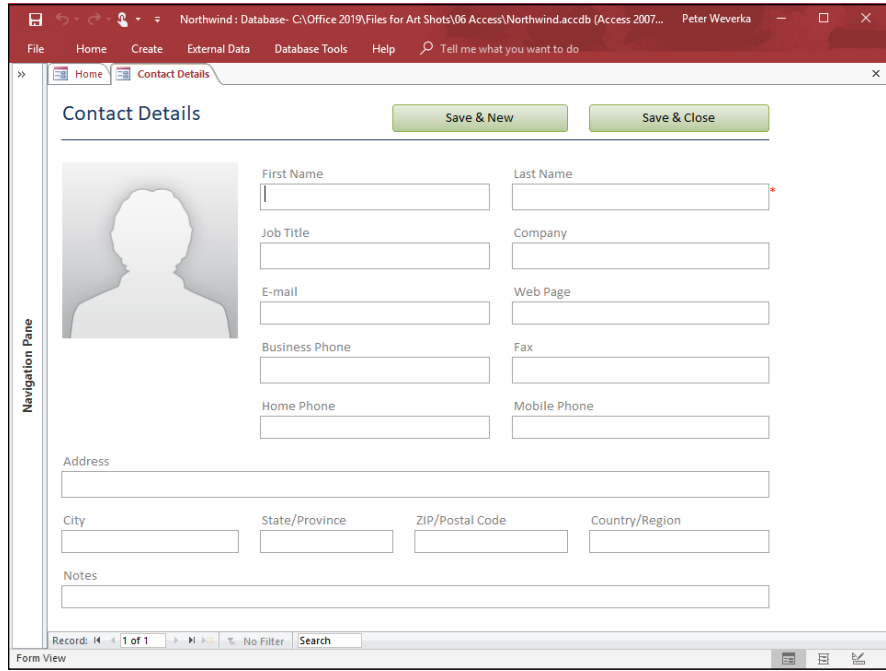 Northwind : Database- C:\Office 2019\Files for Art Shots\06 Access\Northwind.accdb (Access 2007... Peter Weverka
File Home Create External Data Database Tools Help Tell me what you want to do
» Home Contact Details
Contact Details Save & New Save & Close
First Name Last Name
*
Job Title Company
E-mail Web Page
Business Phone Fax
Navigation Pane
Home Phone Mobile Phone
Address
City State/Province ZIP/Postal Code Country/Region
Notes
Record: 1 of 1 No Filter Search
Form View